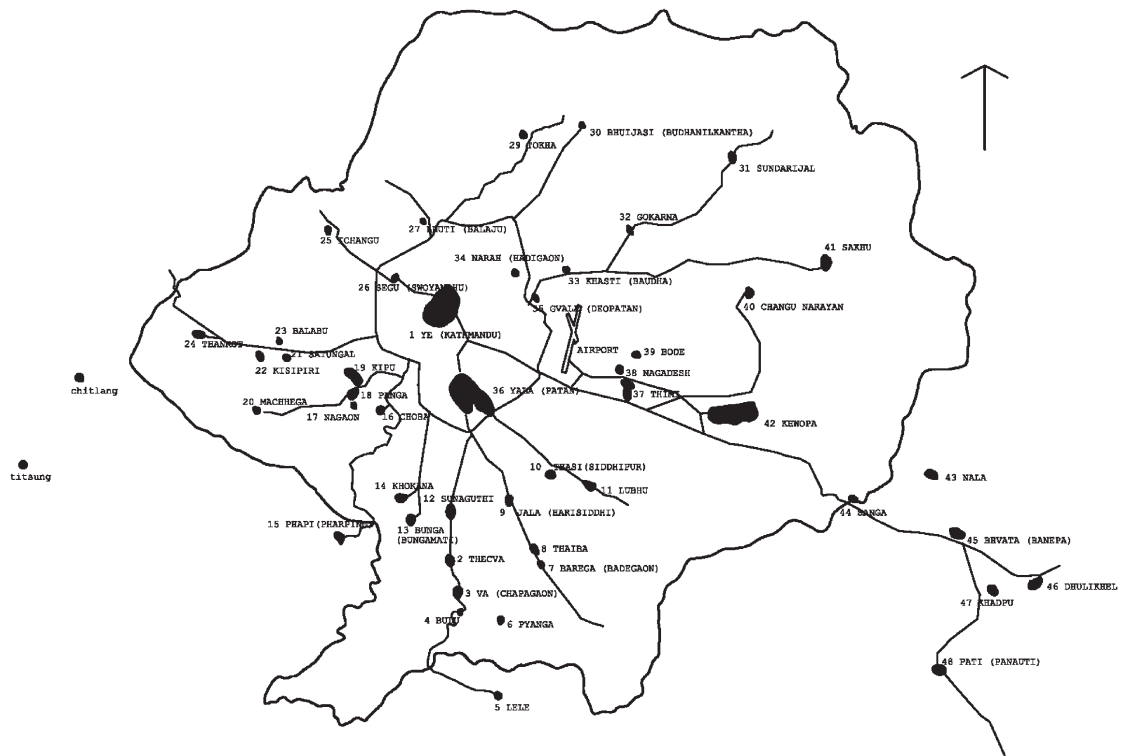 30 BHUIJASI (BUDHANILKANTHA)
29 TOKHA
31 SUNDARIJAL
32 GOKARNA
27 (BALAJU)
25 ICHANGU
41 SAKHU
34 NARAH (HADIGAON)
33 KHASTI (BAUDHA)
26 SEGU (SWOYAMBHU)
35 GVALI (DEOPATAN)
40 CHANGU NARAYAN
1 YE (KATHMANDU)
23 BALABU
24 THANKOT
21 SATUNGAL
AIRPORT
39 BODE
22 KISIPIRI
19 KIPU
38 NAGADESH
chitlang
36 YALA (PATAN)
37 THIMI
18 PANGA
20 MACHHEGA
17 NAGAON
16 CHOBA
42 KHWOPA
10 THASI(SIDDHIPUR)
titsung
43 NALA
14 KHOKANA
11 LUBHU
12 SUNAGUTHI
9 JALA (HARISIDDHI)
44 SANGA
15 PHAPI(PHARPING)
13 BUNGA
(BUNGAMATI)
45 BHVATA (BANEPA)
8 THAIBA
2 THECVA
7 BAREGA (BADEGAON)
46 DHULIKHEL
3 VA (CHAPAGAON)
47 KHADPU
4 BULU
6 PYANGA
48 PATI (PANAUTI)
5 LELE